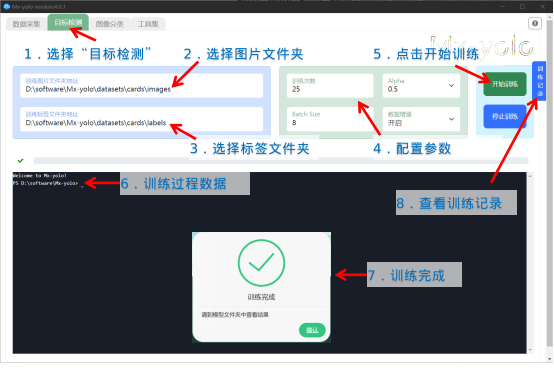 Mx-yolo version:4.0.1
数据采集 目标检测 图像分类 工具集
1．选择“目标检测” 2．选择图片文件夹 5．点击开始训练
Mx-yolo
训练图片文件夹地址
D:\software\Mx-yolo\datasets\cards\images
训练次数
25
Alpha
0.5
开始训练
训练记录
训练标签文件夹地址
D:\software\Mx-yolo\datasets\cards\labels
Batch Size
8
数据增强
开启
停止训练
3．选择标签文件夹 4．配置参数
Welcome to Mx-yolo!
PS D:\software\Mx-yolo> _
6．训练过程数据
8．查看训练记录
7．训练完成
训练完成
请到模型文件夹中查看结果
确认